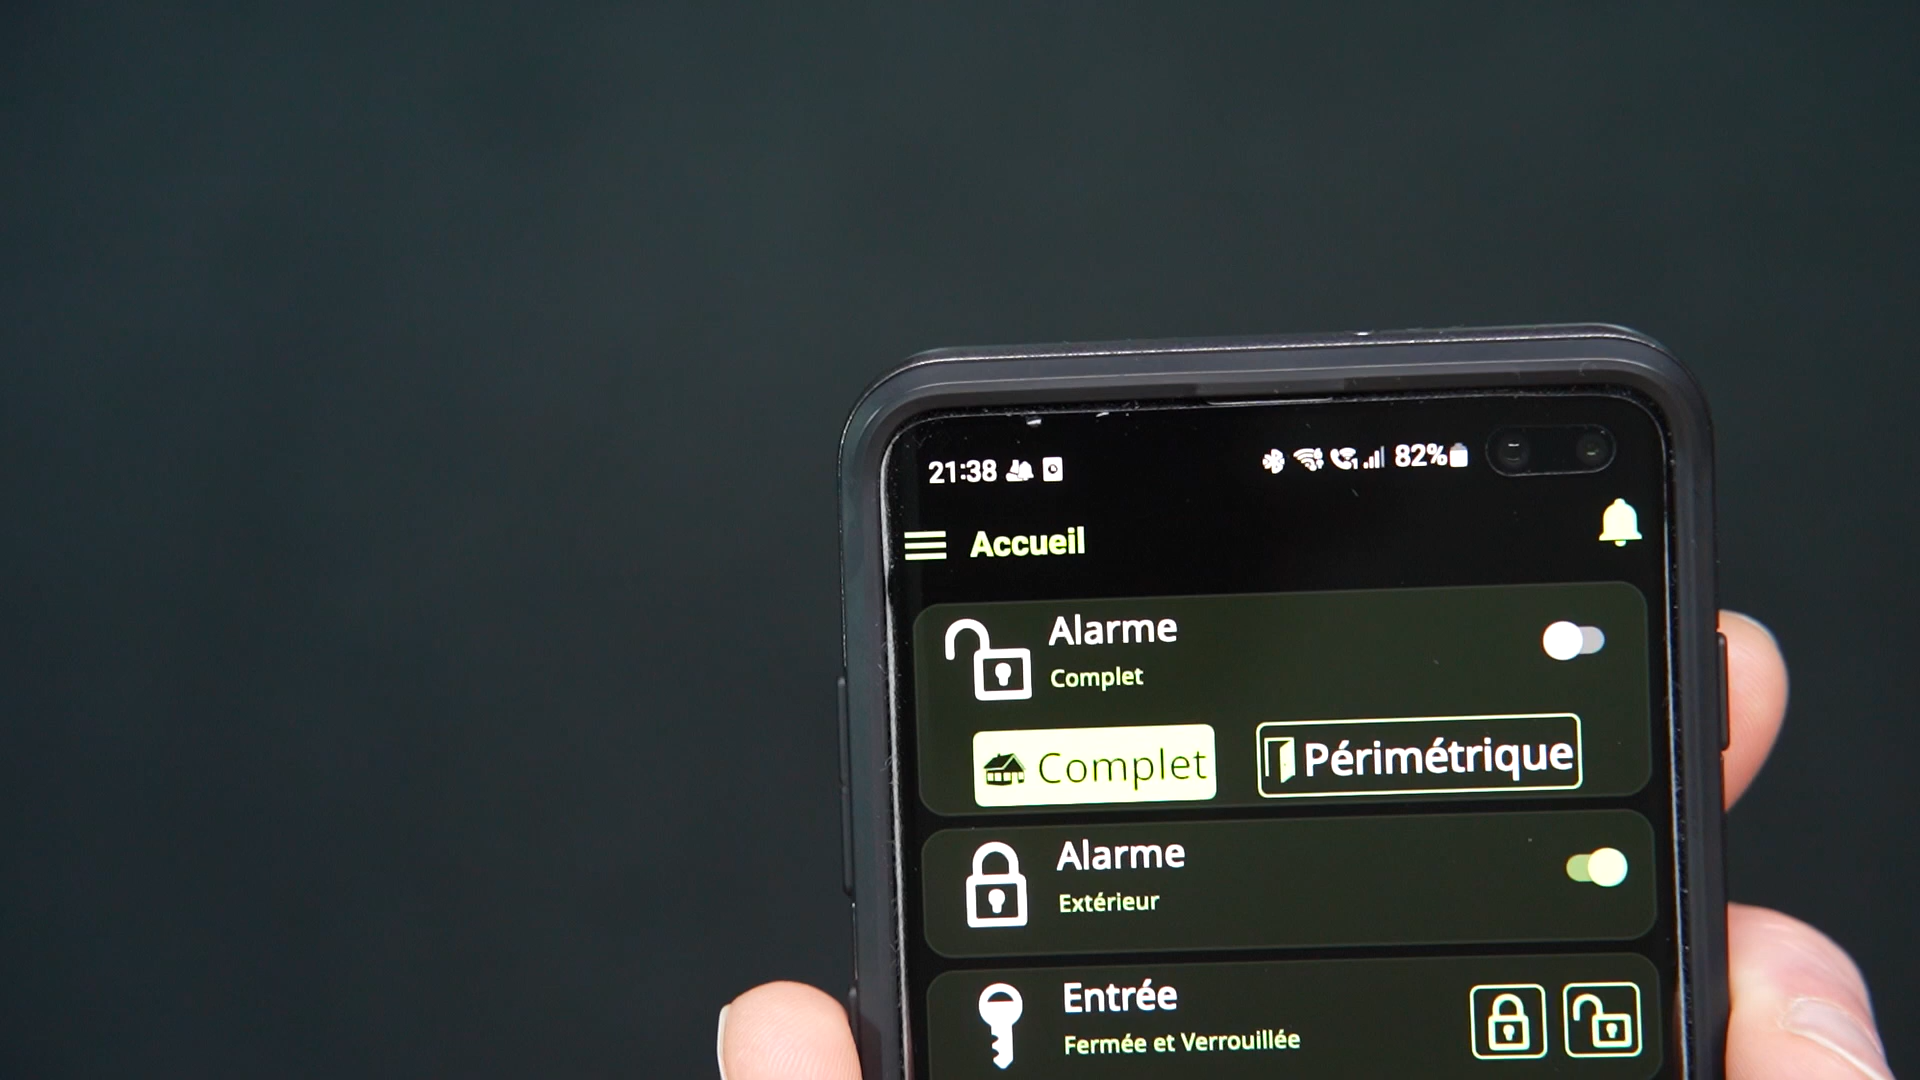 21:38 82%
Accueil
Alarme
Complet
Complet Périmétrique
Alarme
Extérieur
Entrée
Fermée et Verrouillée